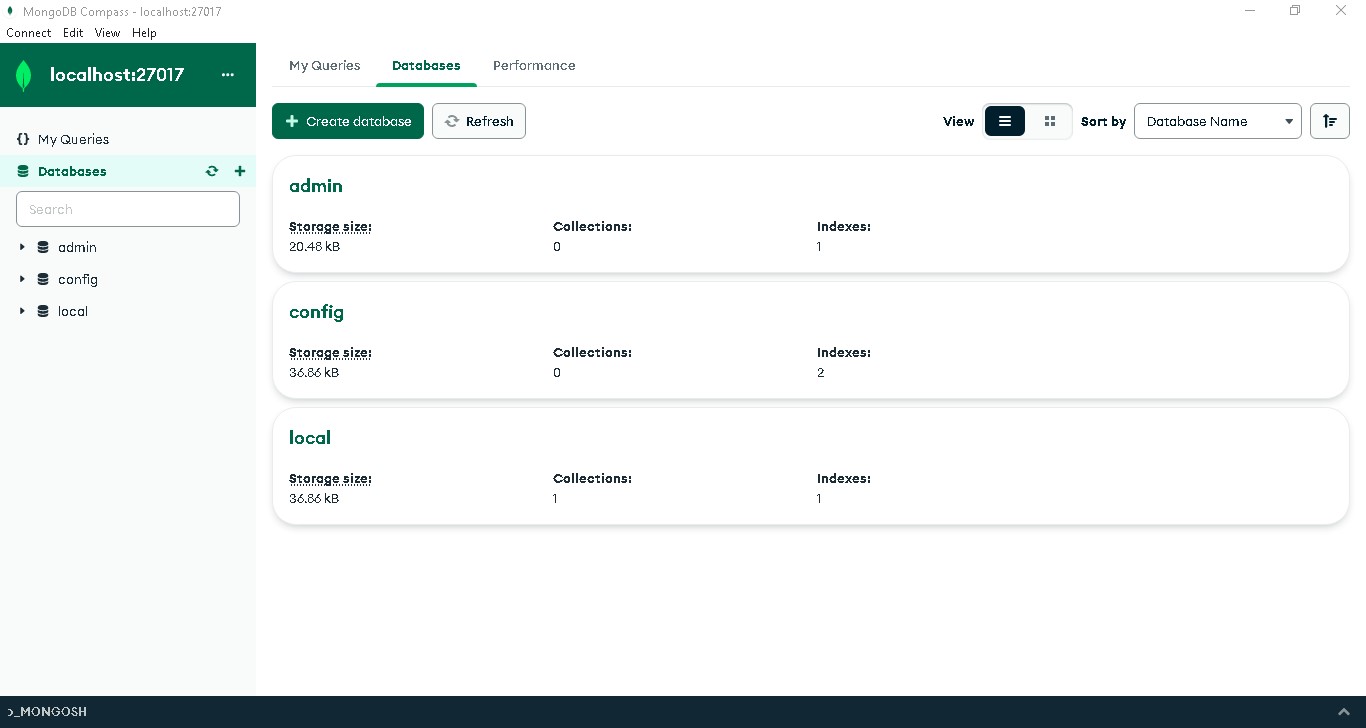 MongoDB Compass - localhost:27017
Connect Edit View Help
localhost:27017 ...
{} My Queries
Databases
Search
admin
config
local
My Queries Databases Performance
Create database Refresh View Sort by Database Name
admin
Storage size: Collections: Indexes:
20.48 kB 0 1
config
Storage size: Collections: Indexes:
36.86 kB 0 2
local
Storage size: Collections: Indexes:
36.86 kB 1 1
>_MONGOSH